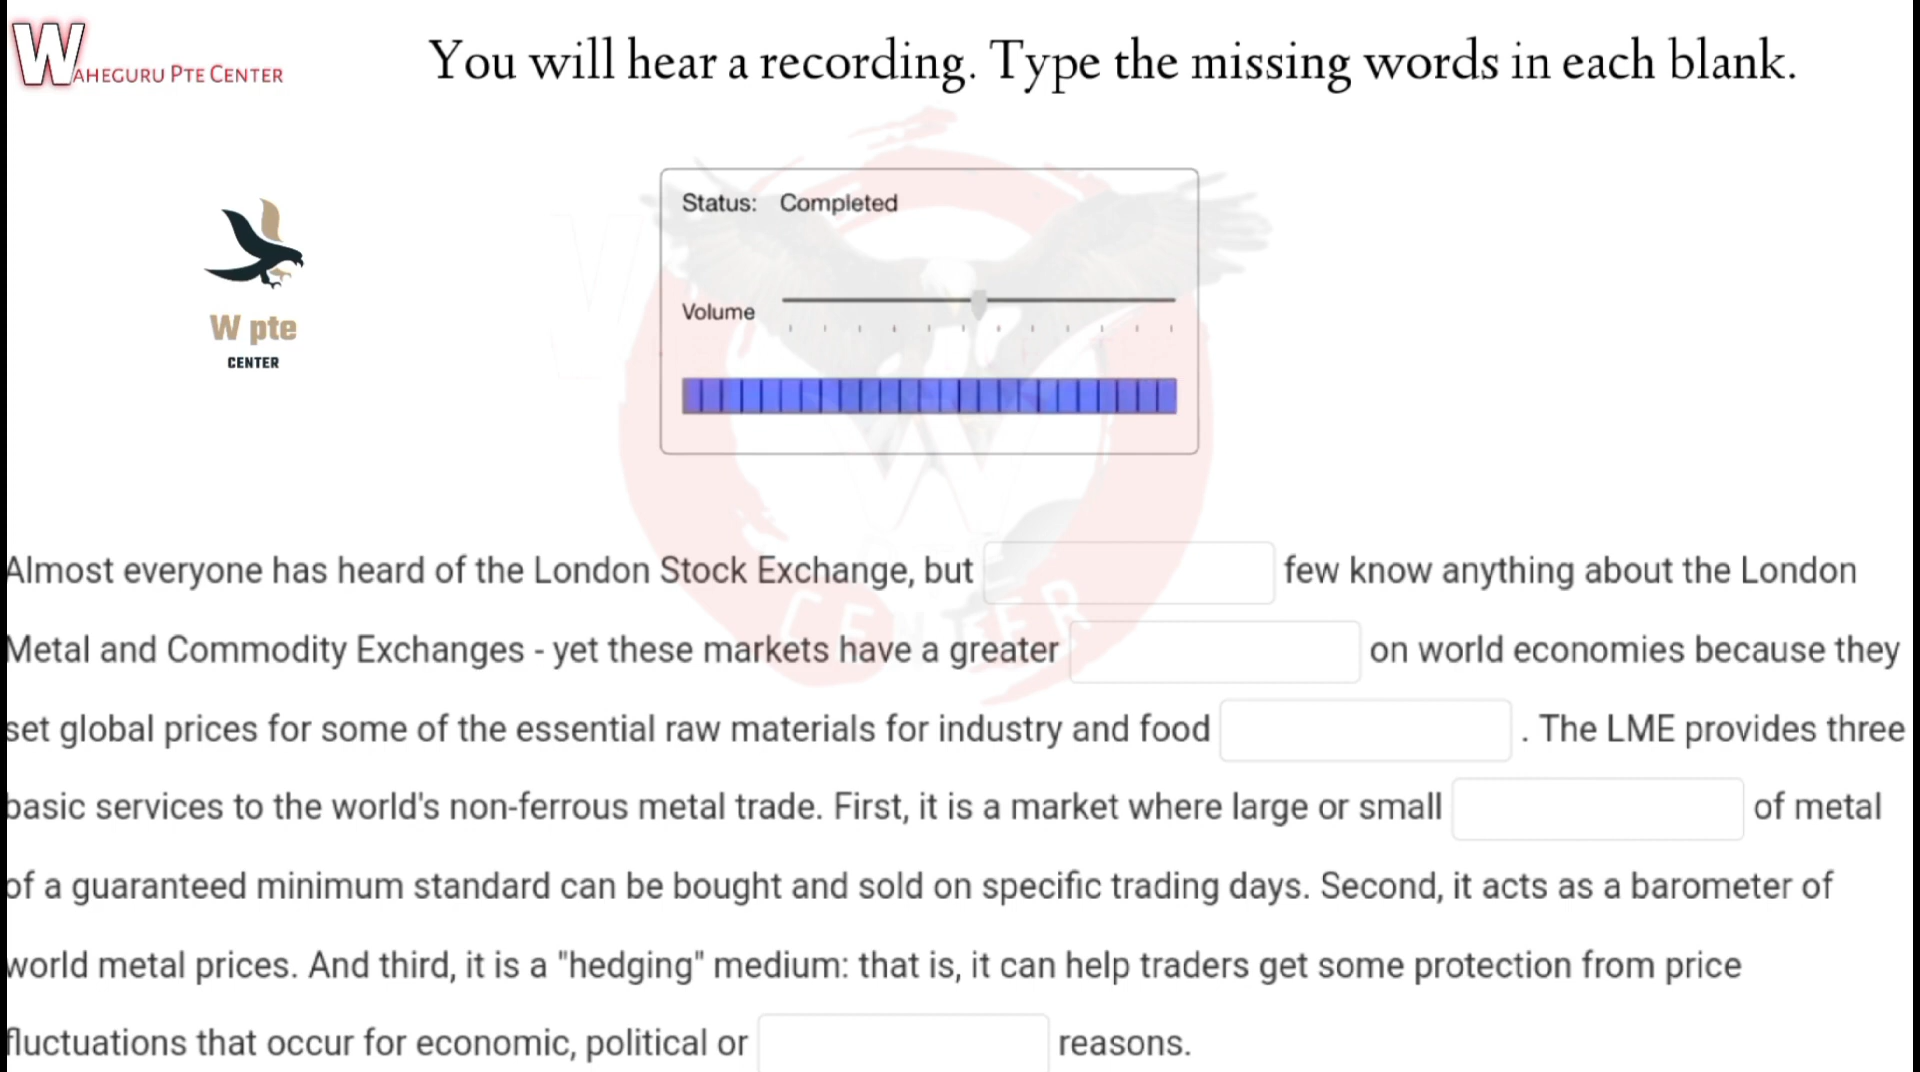 WAHEGURU PTE CENTER
You will hear a recording. Type the missing words in each blank.
Status: Completed
W pte
CENTER
Volume
Almost everyone has heard of the London Stock Exchange, but few know anything about the London
Metal and Commodity Exchanges - yet these markets have a greater on world economies because they
set global prices for some of the essential raw materials for industry and food . The LME provides three
basic services to the world's non-ferrous metal trade. First, it is a market where large or small of metal
of a guaranteed minimum standard can be bought and sold on specific trading days. Second, it acts as a barometer of
world metal prices. And third, it is a "hedging" medium: that is, it can help traders get some protection from price
fluctuations that occur for economic, political or reasons.
W
PTE
CENTER